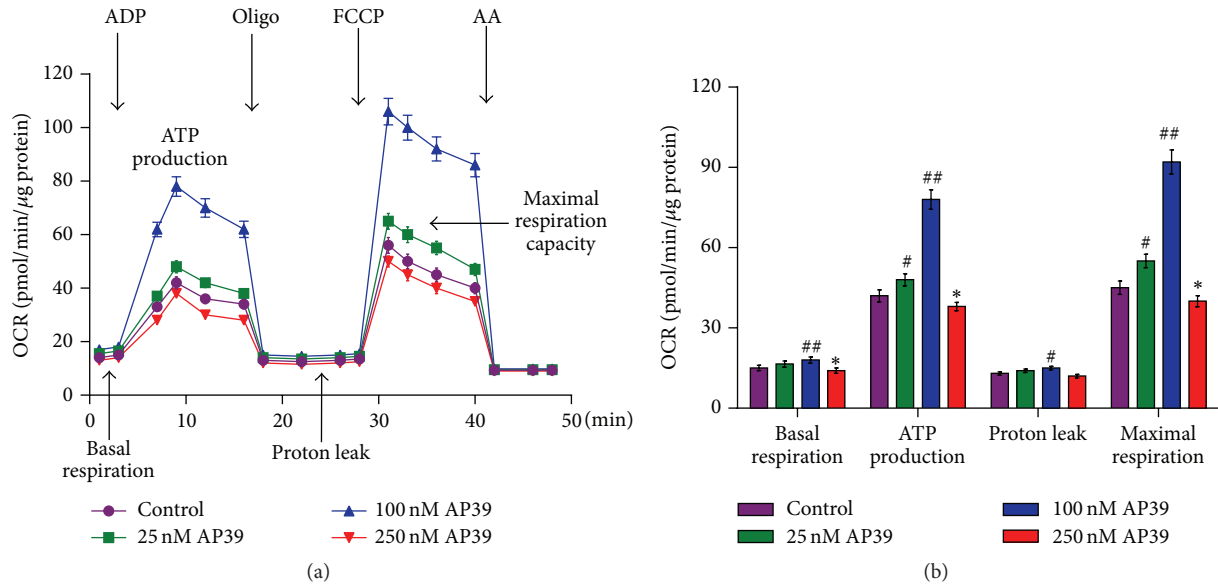 ADP
Oligo
FCCP
AA
OCR (pmol/min/μg protein)
120
100
80
60
40
20
0
ATP
production
Maximal
respiration
capacity
0
10
20
30
40
50 (min)
Basal
respiration
Proton leak
Control
25 nM AP39
100 nM AP39
250 nM AP39
(a)
OCR (pmol/min/μg protein)
120
90
60
30
0
##
*
#
##
*
#
#
##
*
Basal
respiration
ATP
production
Proton leak
Maximal
respiration
Control
25 nM AP39
100 nM AP39
250 nM AP39
(b)